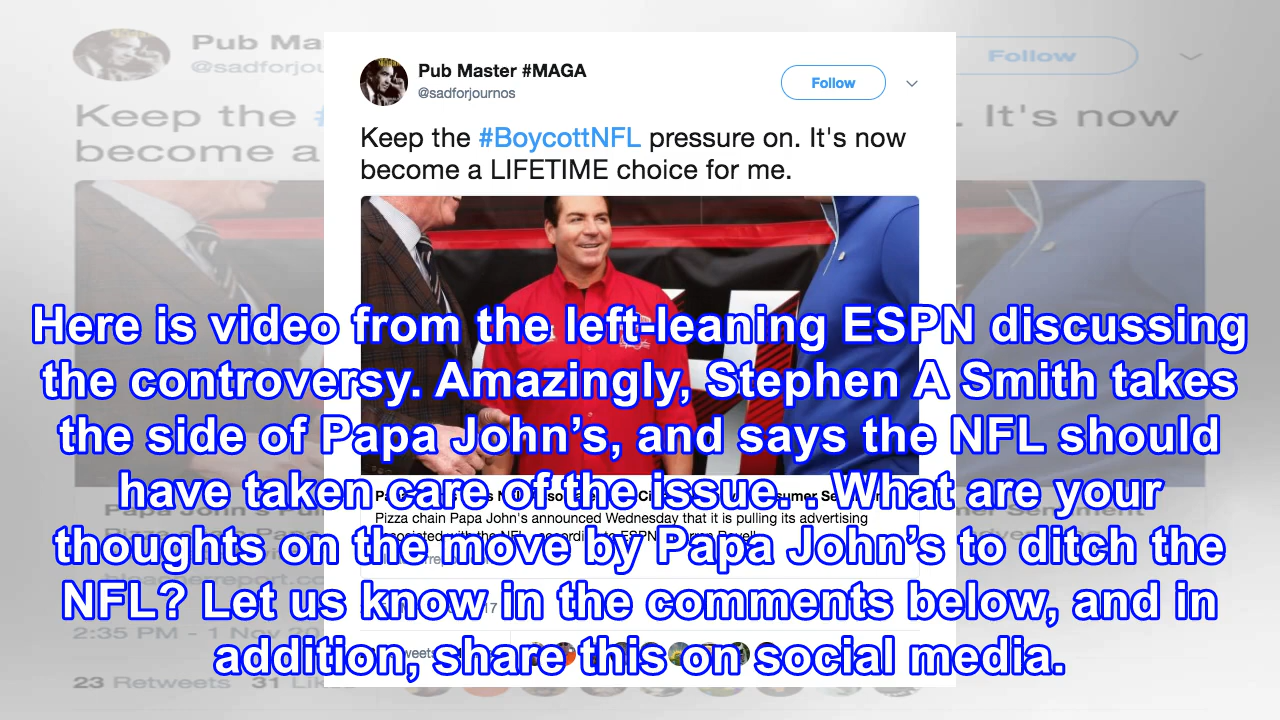 Pub Master #MAGA
@sadforjournos
Follow
Keep the #BoycottNFL pressure on. It's now
become a LIFETIME choice for me.
Here is video from the left-leaning ESPN discussing
the controversy. Amazingly, Stephen A Smith takes
the side of Papa John’s, and says the NFL should
have taken care of the issue. . What are your
Pizza chain Papa John's announced Wednesday that it is pulling its advertising
thoughts on the move by Papa John’s to ditch the
NFL? Let us know in the comments below, and in
addition, share this on social media.
2:35 PM - 1 Nov 20
23 Retweets 31